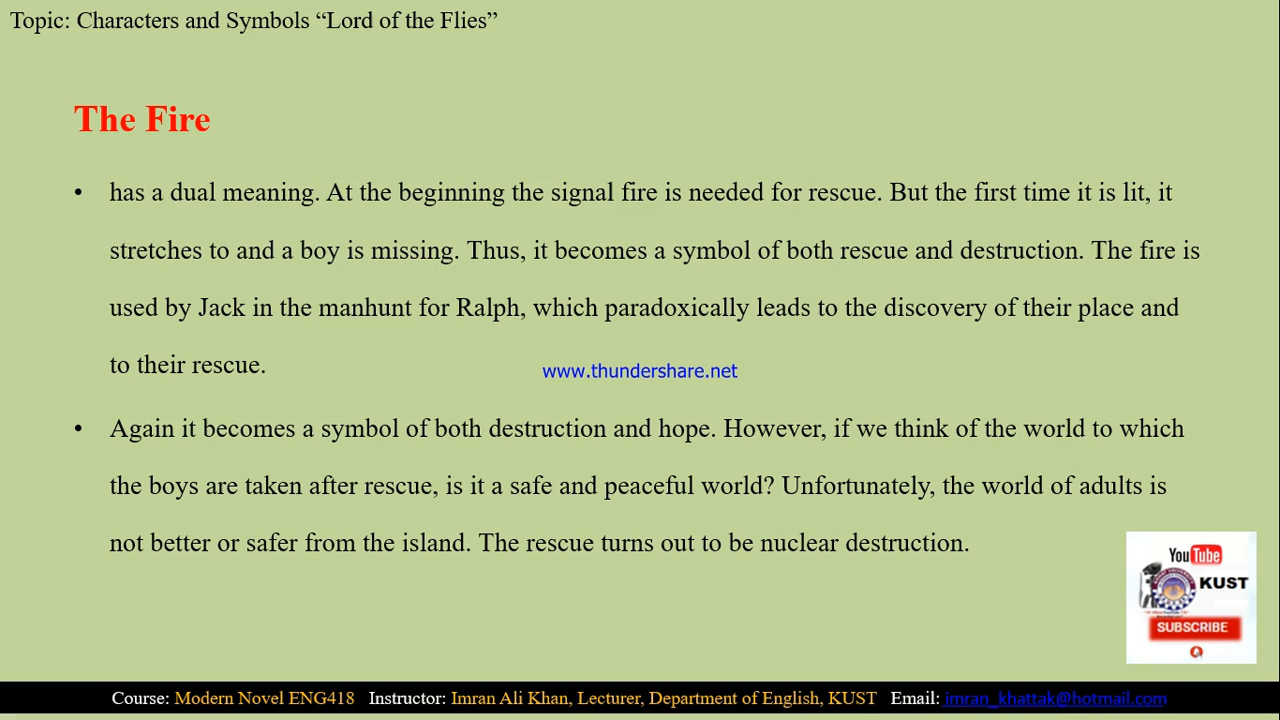 Topic: Characters and Symbols “Lord of the Flies”
The Fire
• has a dual meaning. At the beginning the signal fire is needed for rescue. But the first time it is lit, it
stretches to and a boy is missing. Thus, it becomes a symbol of both rescue and destruction. The fire is
used by Jack in the manhunt for Ralph, which paradoxically leads to the discovery of their place and
to their rescue.
www.thundershare.net
• Again it becomes a symbol of both destruction and hope. However, if we think of the world to which
the boys are taken after rescue, is it a safe and peaceful world? Unfortunately, the world of adults is
not better or safer from the island. The rescue turns out to be nuclear destruction.
YouTube
KUST
SUBSCRIBE
Course: Modern Novel ENG418 Instructor: Imran Ali Khan, Lecturer, Department of English, KUST Email: imran_khattak@hotmail.com